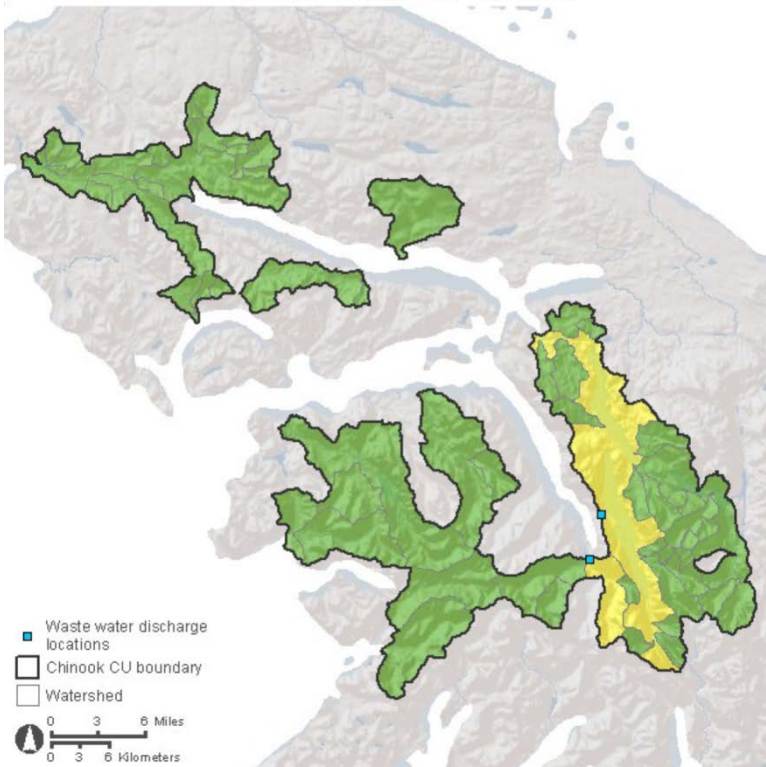 Waste water discharge
locations
Chinook CU boundary
Watershed
0 3 6 Miles
0 3 6 Kilometers